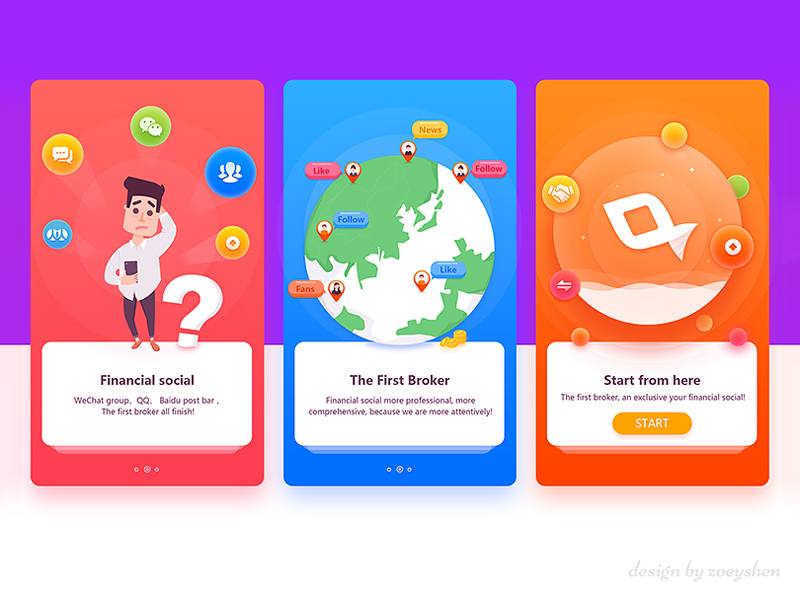 News
Like
Follow
Follow
Like
Fans
Financial social
WeChat group、QQ、 Baidu post bar ,
The first broker all finish!
The First Broker
Financial social more professional, more
comprehensive, because we are more attentively!
Start from here
The first broker, an exclusive your financial social!
START
design by zoeyshen